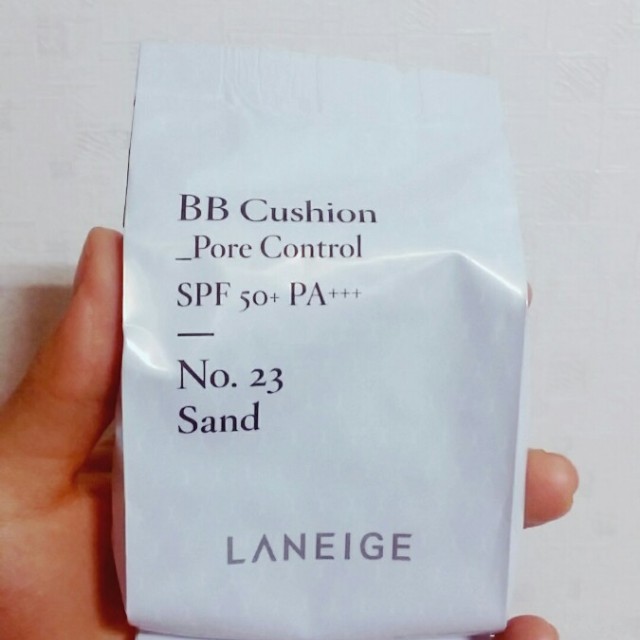 BB Cushion
_Pore Control
SPF 50+ PA+++
No. 23
Sand
LANEIGE